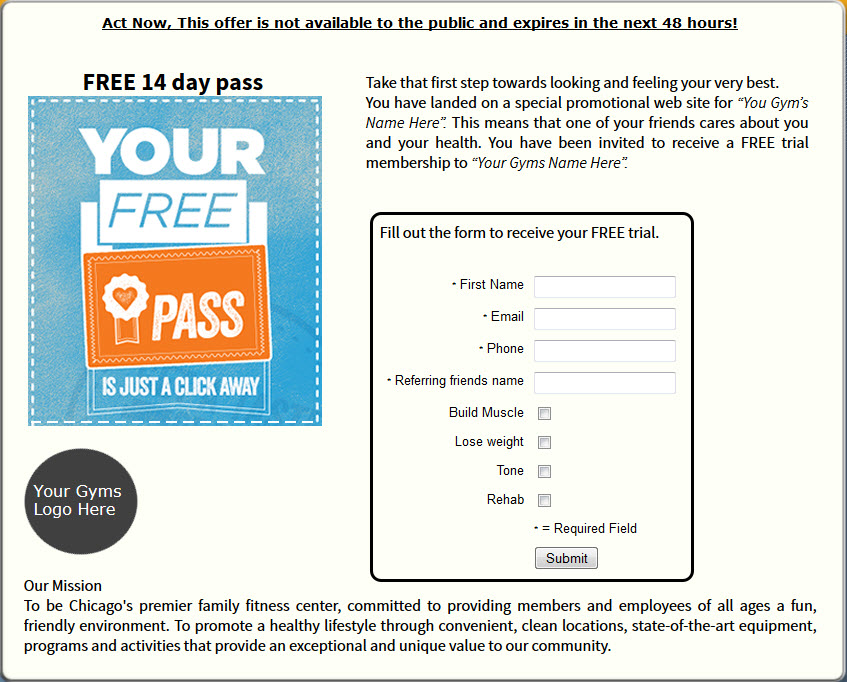 Act Now, This offer is not available to the public and expires in the next 48 hours!
FREE 14 day pass
YOUR
FREE
PASS
IS JUST A CLICK AWAY
Take that first step towards looking and feeling your very best.
You have landed on a special promotional web site for “You Gym’s
Name Here”. This means that one of your friends cares about you
and your health. You have been invited to receive a FREE trial
membership to “Your Gyms Name Here”.
Fill out the form to receive your FREE trial.
* First Name
* Email
* Phone
* Referring friends name
Build Muscle
Lose weight
Tone
Rehab
* = Required Field
Submit
Your Gyms
Logo Here
Our Mission
To be Chicago's premier family fitness center, committed to providing members and employees of all ages a fun,
friendly environment. To promote a healthy lifestyle through convenient, clean locations, state-of-the-art equipment,
programs and activities that provide an exceptional and unique value to our community.